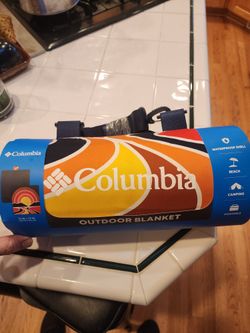 Columbia
Columbia
OUTDOOR BLANKET
WATERPROOF SHELL
BEACH
CAMPING